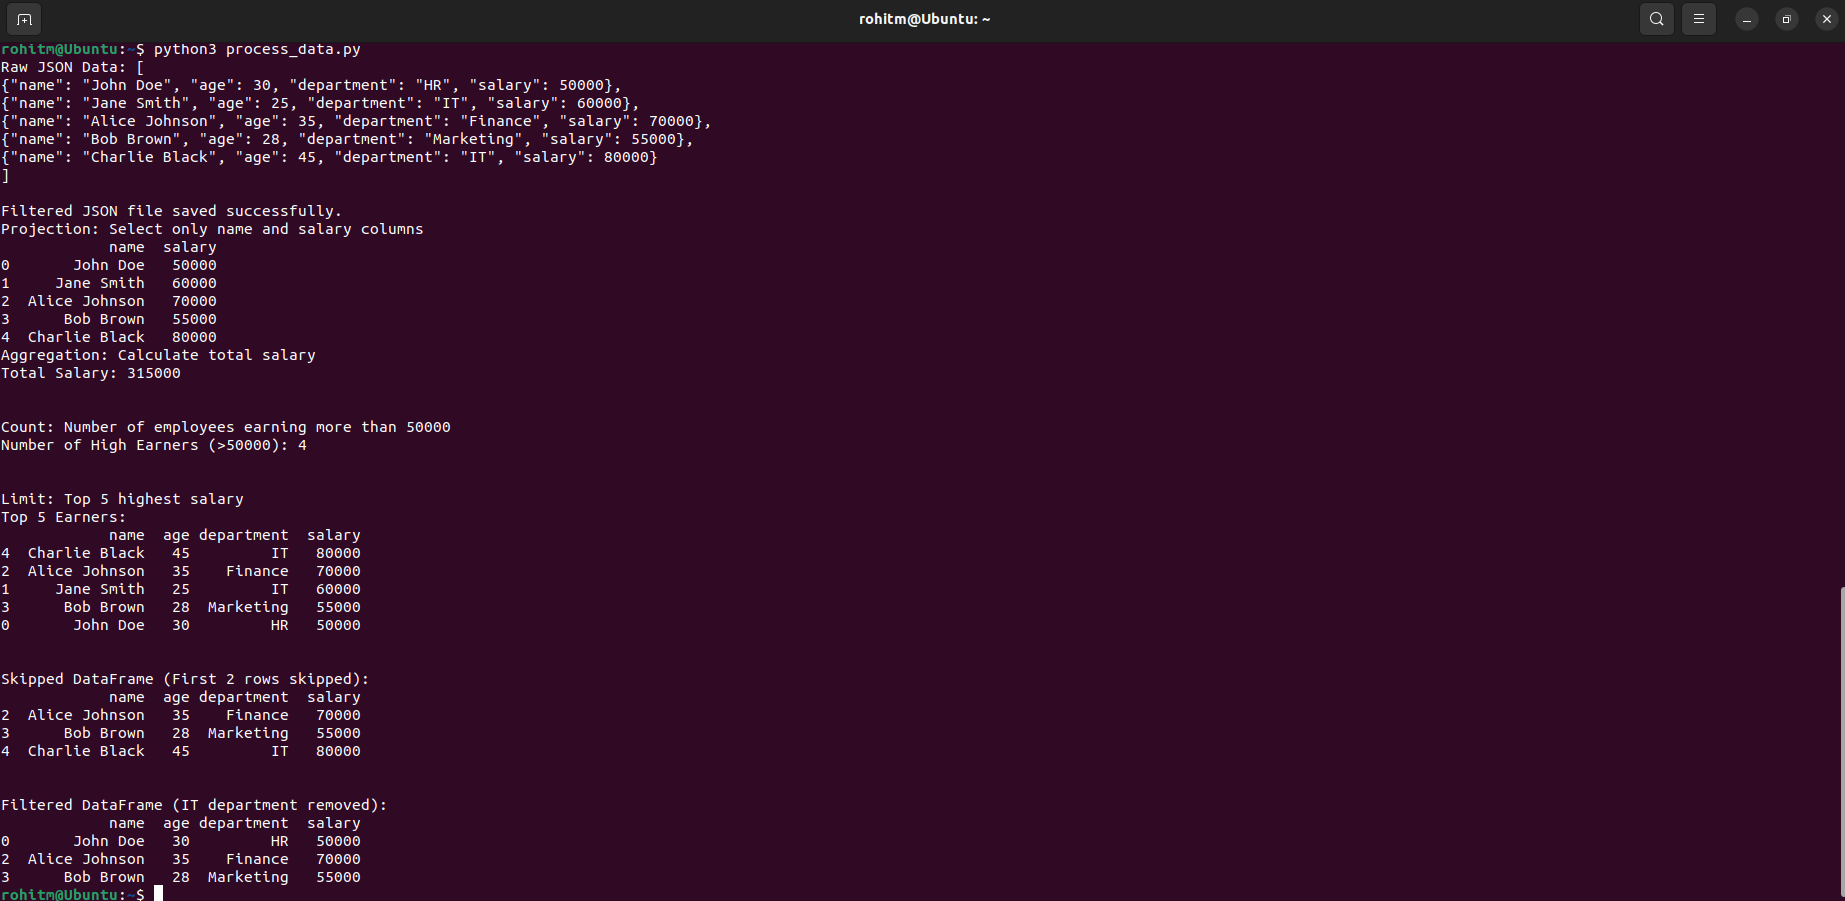 rohitm@Ubuntu: ~
rohitm@Ubuntu:~$ python3 process_data.py
Raw JSON Data: [
{"name": "John Doe", "age": 30, "department": "HR", "salary": 50000},
{"name": "Jane Smith", "age": 25, "department": "IT", "salary": 60000},
{"name": "Alice Johnson", "age": 35, "department": "Finance", "salary": 70000},
{"name": "Bob Brown", "age": 28, "department": "Marketing", "salary": 55000},
{"name": "Charlie Black", "age": 45, "department": "IT", "salary": 80000}
]
Filtered JSON file saved successfully.
Projection: Select only name and salary columns
            name  salary
0       John Doe   50000
1     Jane Smith   60000
2  Alice Johnson   70000
3      Bob Brown   55000
4  Charlie Black   80000
Aggregation: Calculate total salary
Total Salary: 315000
Count: Number of employees earning more than 50000
Number of High Earners (>50000): 4
Limit: Top 5 highest salary
Top 5 Earners:
            name  age department  salary
4  Charlie Black   45         IT   80000
2  Alice Johnson   35    Finance   70000
1     Jane Smith   25         IT   60000
3      Bob Brown   28  Marketing   55000
0       John Doe   30         HR   50000
Skipped DataFrame (First 2 rows skipped):
            name  age department  salary
2  Alice Johnson   35    Finance   70000
3      Bob Brown   28  Marketing   55000
4  Charlie Black   45         IT   80000
Filtered DataFrame (IT department removed):
            name  age department  salary
0       John Doe   30         HR   50000
2  Alice Johnson   35    Finance   70000
3      Bob Brown   28  Marketing   55000
rohitm@Ubuntu:~$